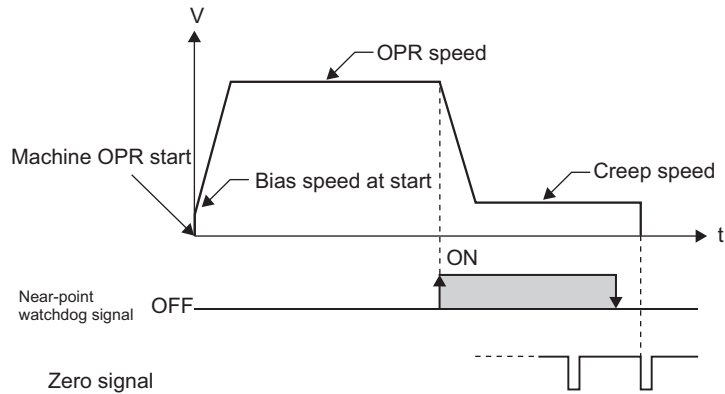 V
OPR speed
Machine OPR start
Bias speed at start
Creep speed
t
ON
Near-point
watchdog signal
OFF
Zero signal